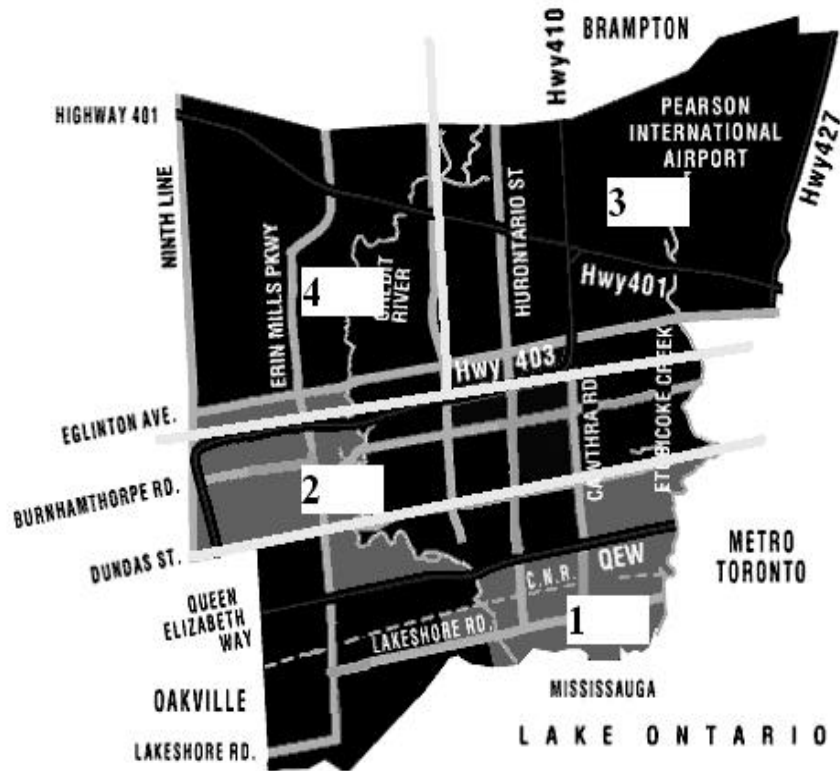 BRAMPTON
Hwy410
HIGHWAY 401
PEARSON
INTERNATIONAL
AIRPORT
Hwy427
NINTH LINE
ERIN MILLS PKWY
HURONTARIO ST
3
4
CREDIT
RIVER
Hwy401
Hwy 403
EGLINTON AVE.
CAWTHRA RD
ETOBICOKE CREEK
BURNHAMTHORPE RD.
2
DUNDAS ST.
QEW
METRO
TORONTO
QUEEN
ELIZABETH
WAY
C.N.R.
LAKESHORE RD.
1
OAKVILLE
MISSISSAUGA
LAKE ONTARIO
LAKESHORE RD.